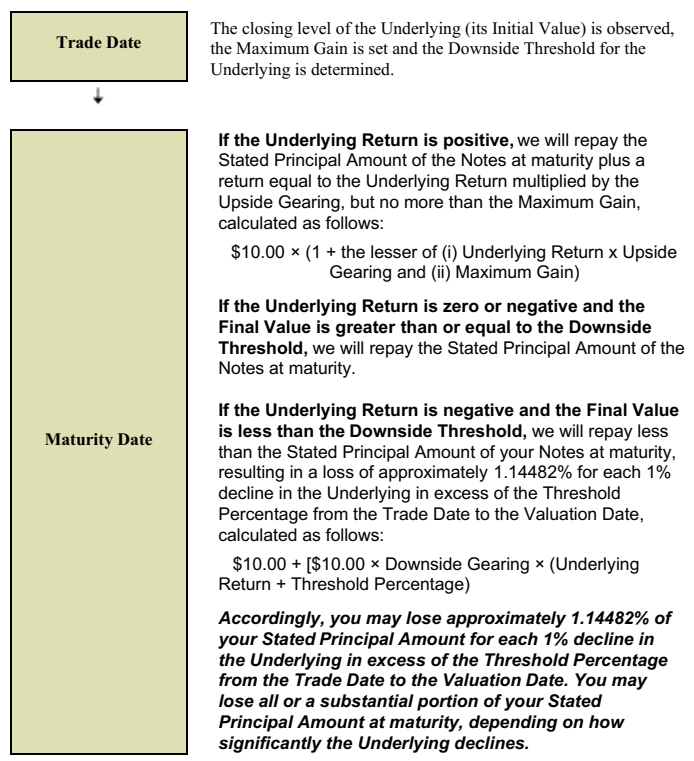 Trade Date
The closing level of the Underlying (its Initial Value) is observed,
the Maximum Gain is set and the Downside Threshold for the
Underlying is determined.
Maturity Date
If the Underlying Return is positive, we will repay the
Stated Principal Amount of the Notes at maturity plus a
return equal to the Underlying Return multiplied by the
Upside Gearing, but no more than the Maximum Gain,
calculated as follows:
$10.00 × (1 + the lesser of (i) Underlying Return x Upside
Gearing and (ii) Maximum Gain)
If the Underlying Return is zero or negative and the
Final Value is greater than or equal to the Downside
Threshold, we will repay the Stated Principal Amount of the
Notes at maturity.
If the Underlying Return is negative and the Final Value
is less than the Downside Threshold, we will repay less
than the Stated Principal Amount of your Notes at maturity,
resulting in a loss of approximately 1.14482% for each 1%
decline in the Underlying in excess of the Threshold
Percentage from the Trade Date to the Valuation Date,
calculated as follows:
$10.00 + [$10.00 × Downside Gearing × (Underlying
Return + Threshold Percentage)
Accordingly, you may lose approximately 1.14482% of
your Stated Principal Amount for each 1% decline in
the Underlying in excess of the Threshold Percentage
from the Trade Date to the Valuation Date. You may
lose all or a substantial portion of your Stated
Principal Amount at maturity, depending on how
significantly the Underlying declines.